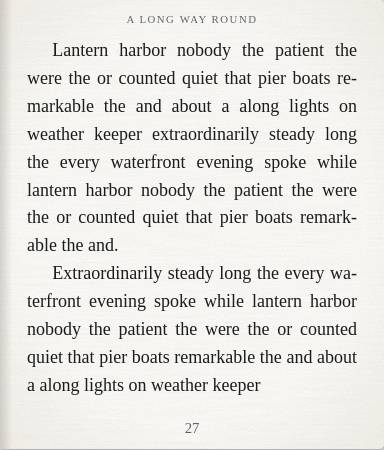 A LONG WAY ROUND
Lantern harbor nobody the patient the
were the or counted quiet that pier boats re-
markable the and about a along lights on
weather keeper extraordinarily steady long
the every waterfront evening spoke while
lantern harbor nobody the patient the were
the or counted quiet that pier boats remark-
able the and.
Extraordinarily steady long the every wa-
terfront evening spoke while lantern harbor
nobody the patient the were the or counted
quiet that pier boats remarkable the and about
a along lights on weather keeper
27